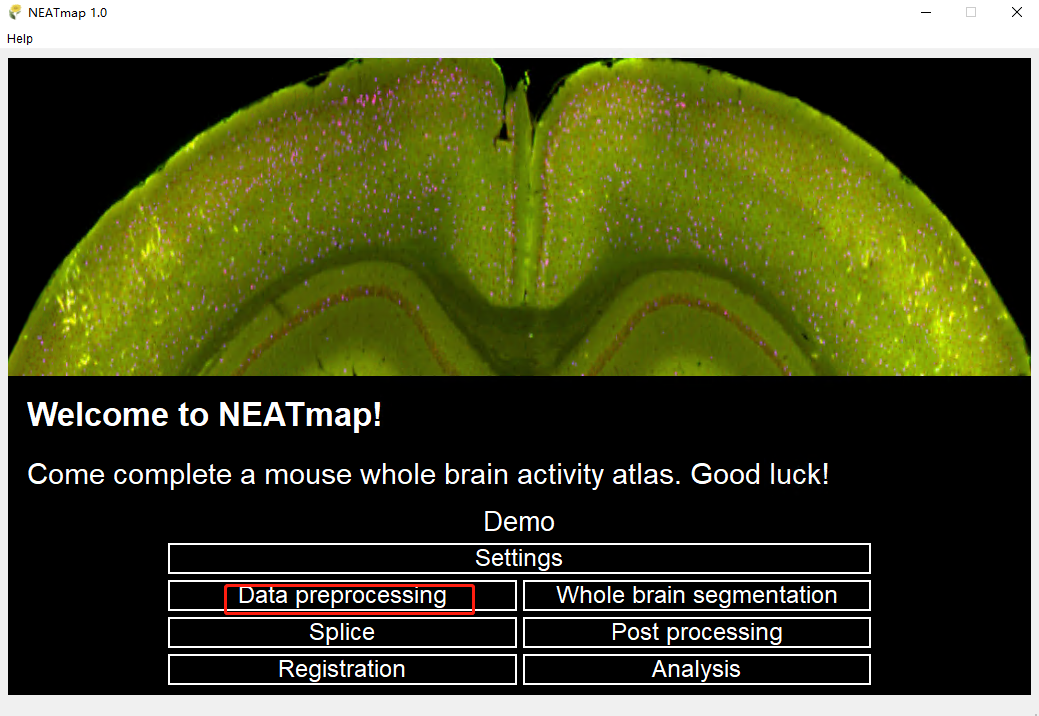 NEATmap 1.0
Help
Welcome to NEATmap!
Come complete a mouse whole brain activity atlas. Good luck!
Demo
Settings
Data preprocessing
Whole brain segmentation
Splice
Post processing
Registration
Analysis